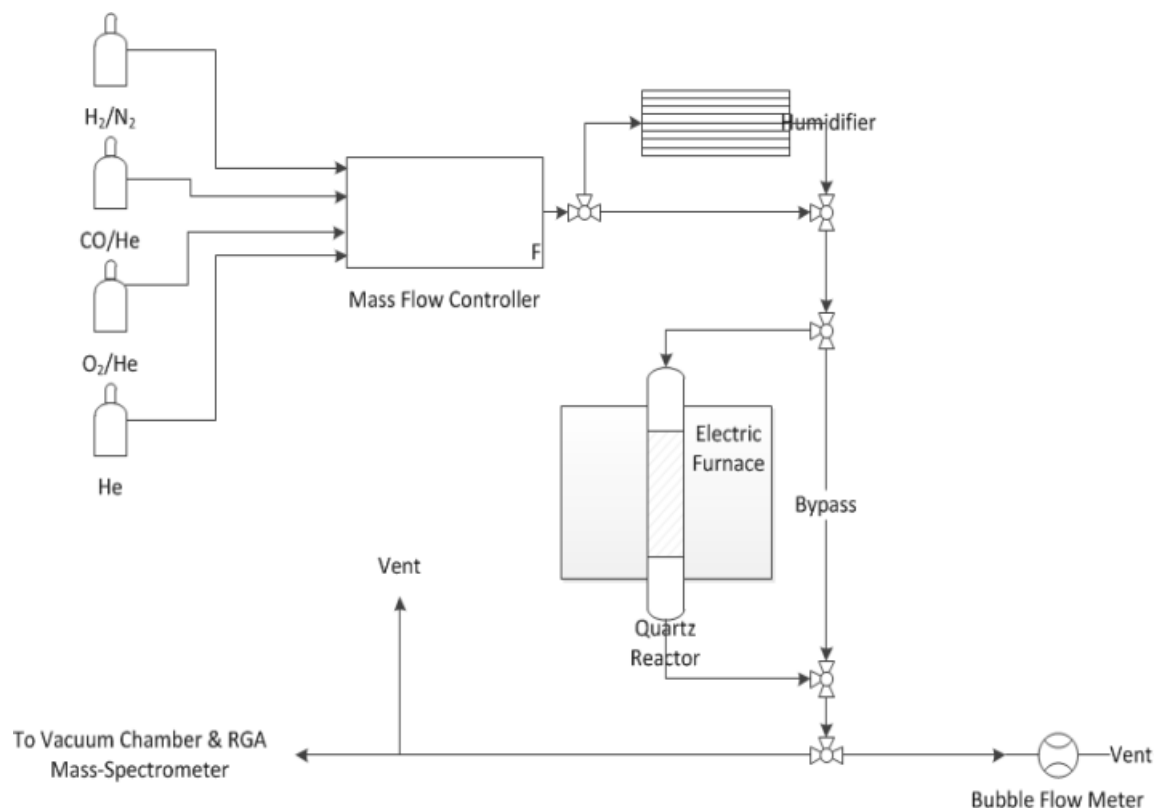 H₂/N₂
CO/He
O₂/He
He
F
Mass Flow Controller
Humidifier
Electric
Furnace
Bypass
Quartz
Reactor
Vent
To Vacuum Chamber & RGA
Mass-Spectrometer
Vent
Bubble Flow Meter